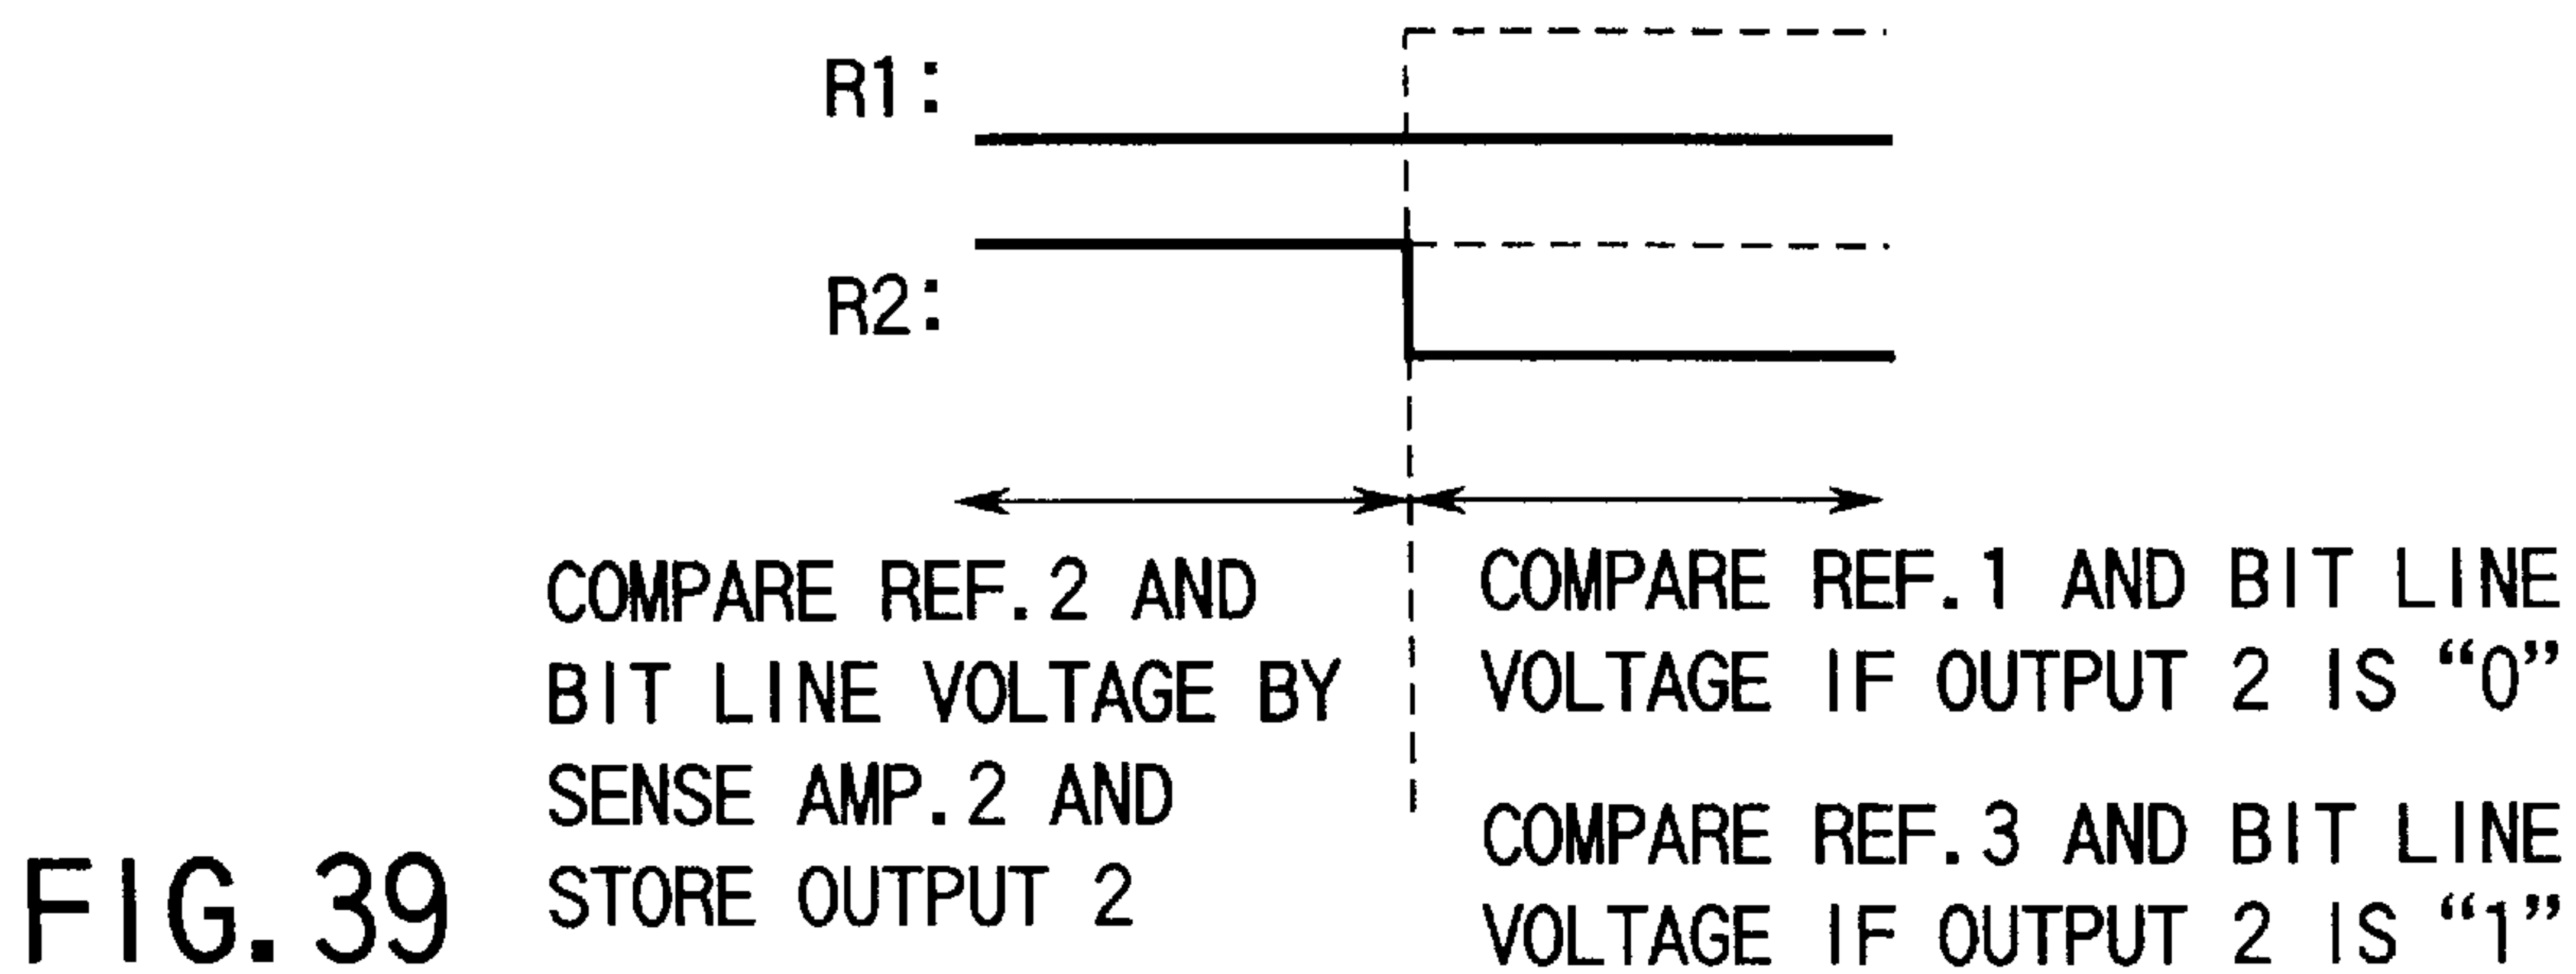 R1:
R2:
COMPARE REF.2 AND
BIT LINE VOLTAGE BY
SENSE AMP.2 AND
STORE OUTPUT 2
COMPARE REF.1 AND BIT LINE
VOLTAGE IF OUTPUT 2 IS “0”
COMPARE REF.3 AND BIT LINE
VOLTAGE IF OUTPUT 2 IS “1”
FIG.39